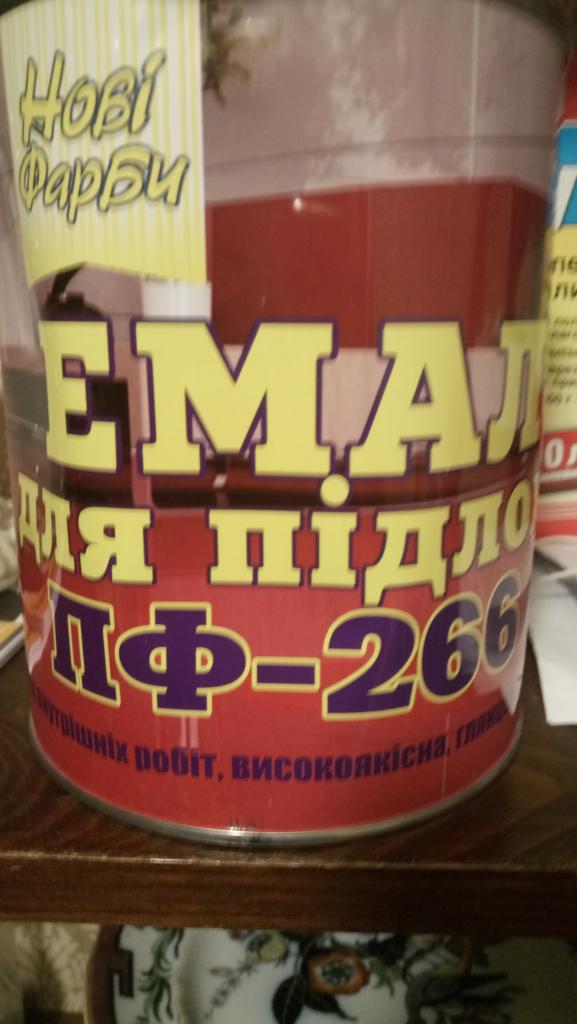 Нові
Фарби
ЕМАЛ
для підло
ПФ-266
внутрішніх робіт, високоякісна,